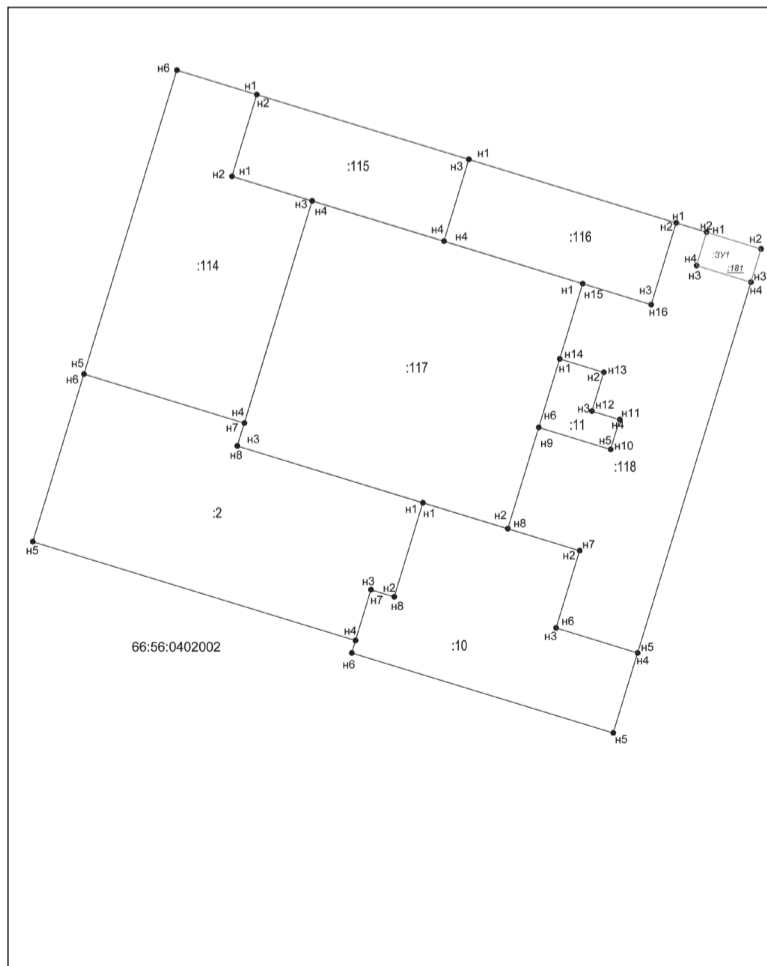 н6
н1
н2
н1
н3
:115
н2 н1
н3
н4
н1
н2
н2
н1
н2
:116
:ЗУ1
:181
н4
н3
н3
н4
н4
н4
:114
н1
н15
н3
н16
:117
н14
н1
н13
н2
н5
н6
н12
н3
н11
н4
:11
н6
н9
н4
н7
н5
н10
н3
н8
:118
н1
н1
:2
н2
н8
н7
н2
н5
н3
н7
н2
н8
н6
н3
н4
н6
66:56:0402002
:10
н5
н4
н5